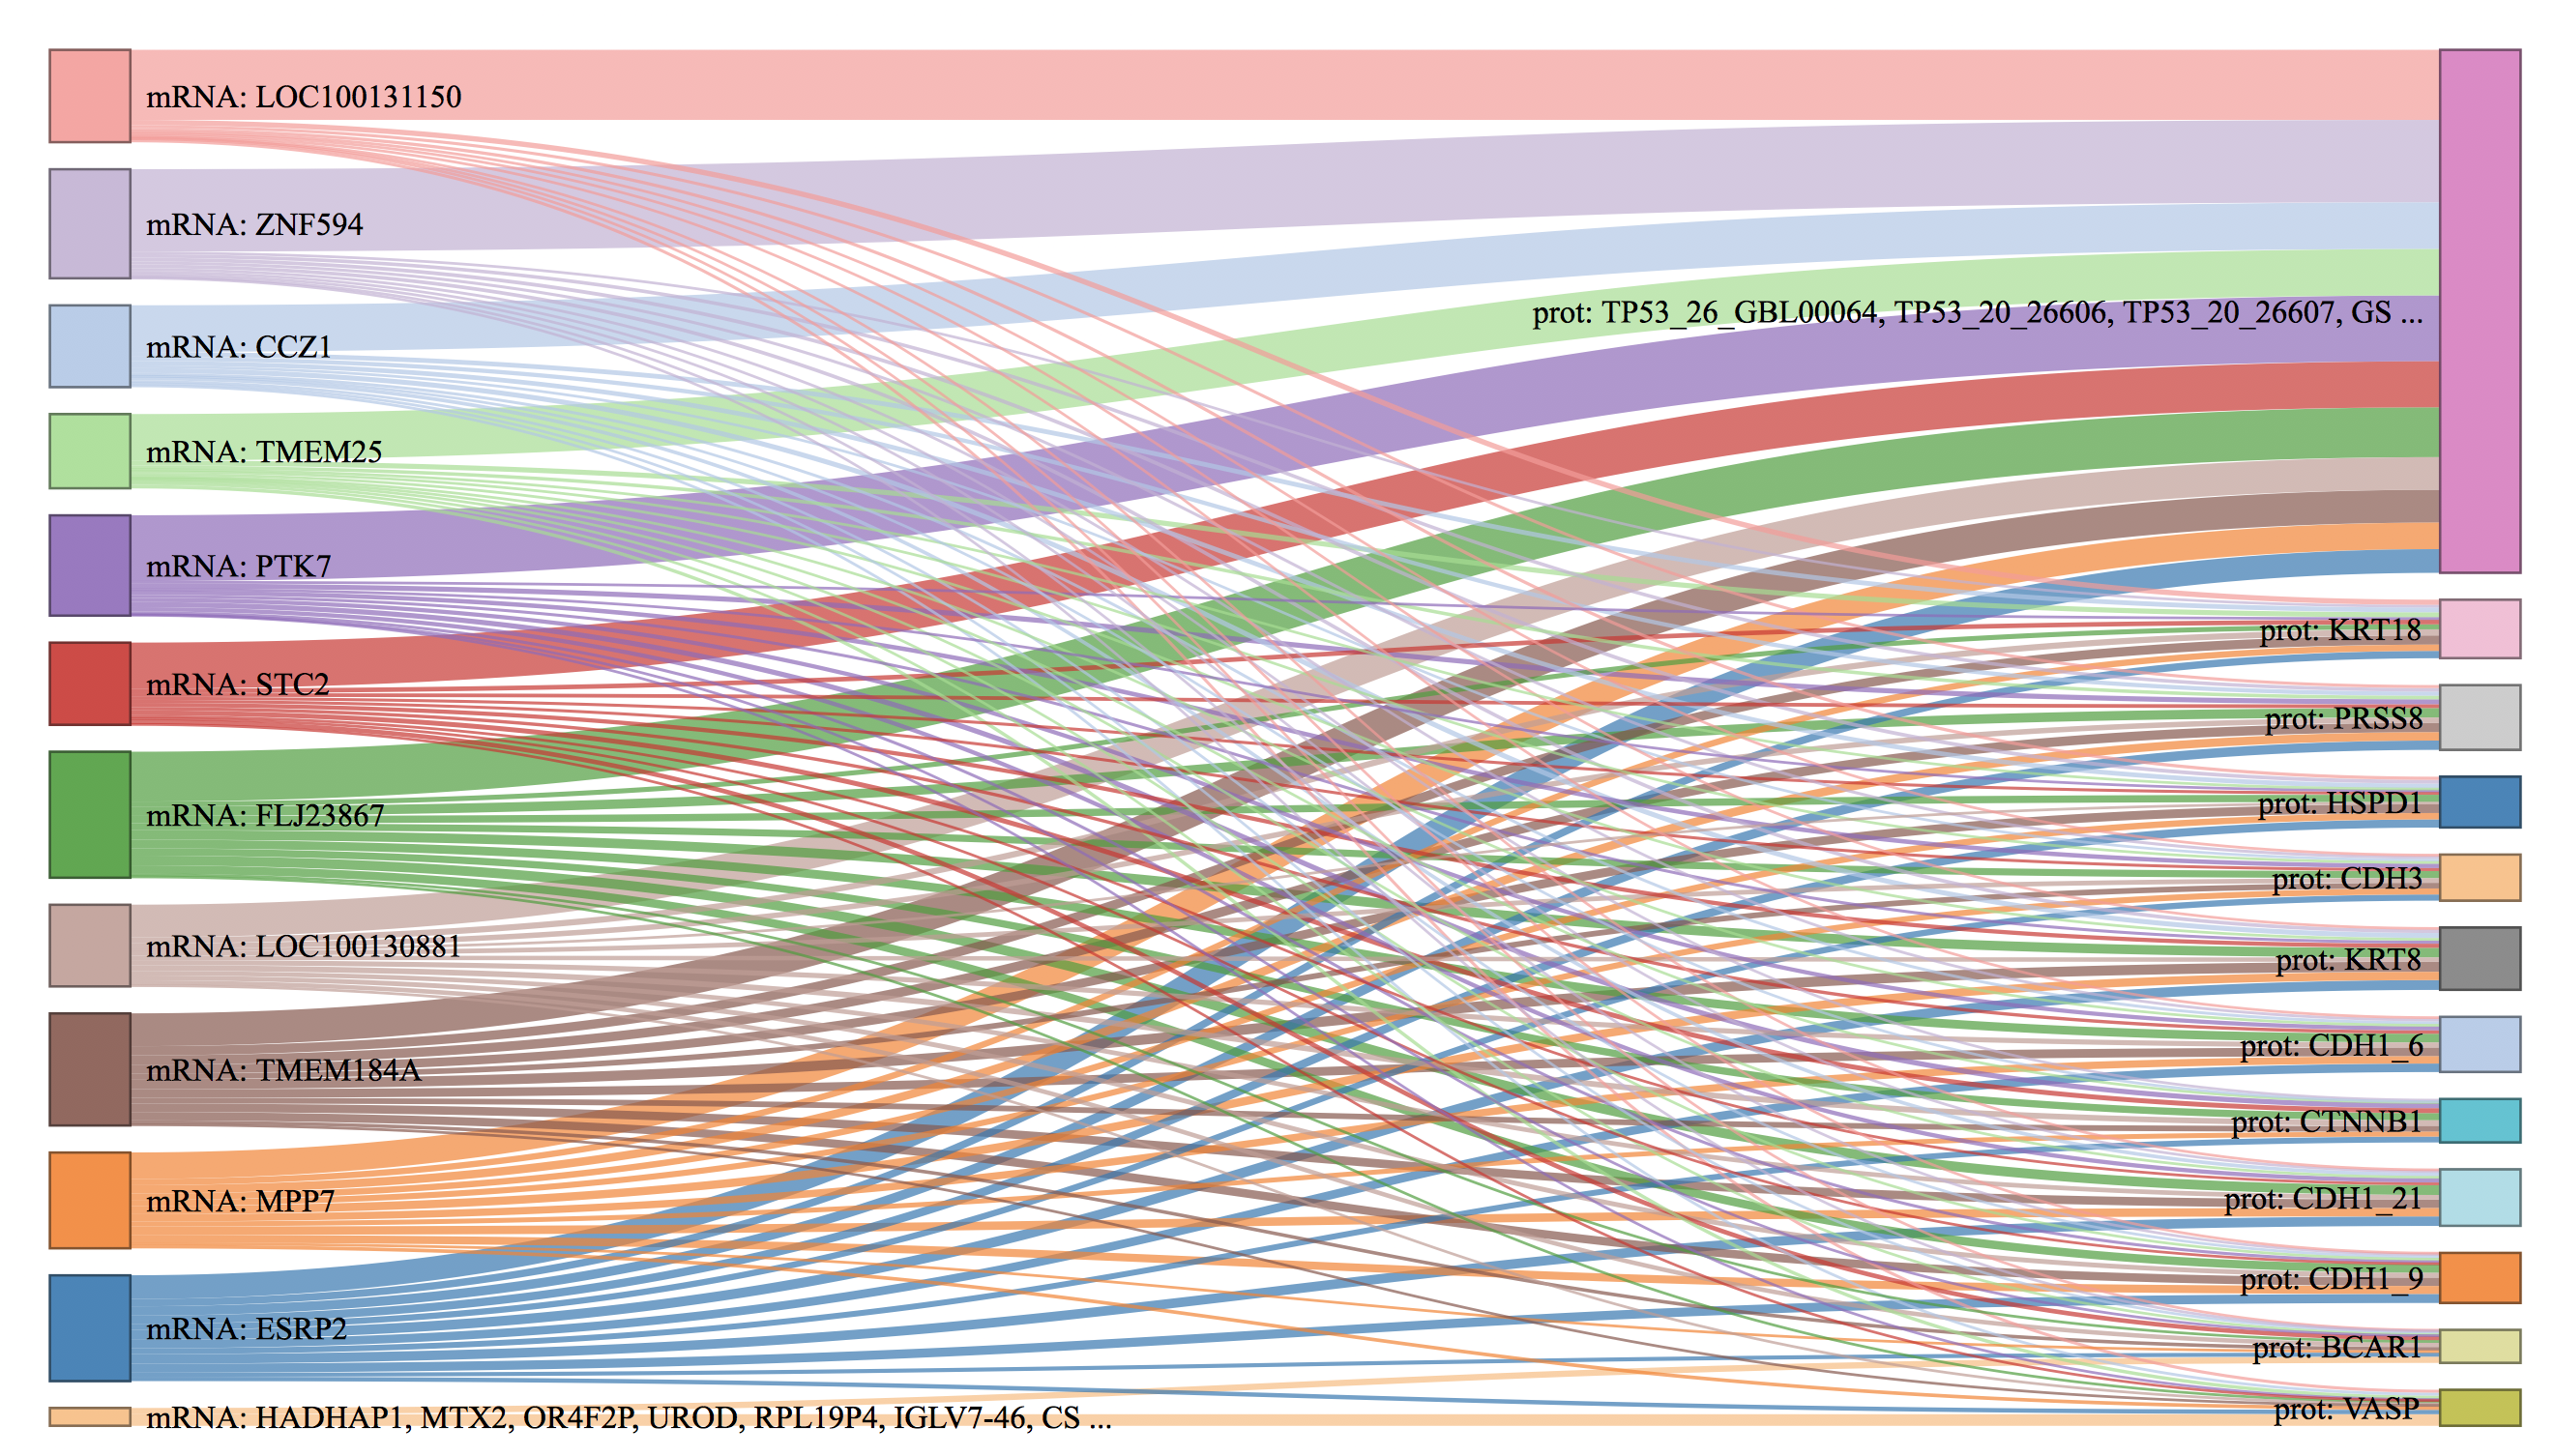 mRNA: LOC100131150
mRNA: ZNF594
mRNA: CCZ1
mRNA: TMEM25
mRNA: PTK7
mRNA: STC2
mRNA: FLJ23867
mRNA: LOC100130881
mRNA: TMEM184A
mRNA: MPP7
mRNA: ESRP2
mRNA: HADHAP1, MTX2, OR4F2P, UROD, RPL19P4, IGLV7-46, CS ...
prot: TP53_26_GBL00064, TP53_20_26606, TP53_20_26607, GS ...
prot: KRT18
prot: PRSS8
prot: HSPD1
prot: CDH3
prot: KRT8
prot: CDH1_6
prot: CTNNB1
prot: CDH1_21
prot: CDH1_9
prot: BCAR1
prot: VASP